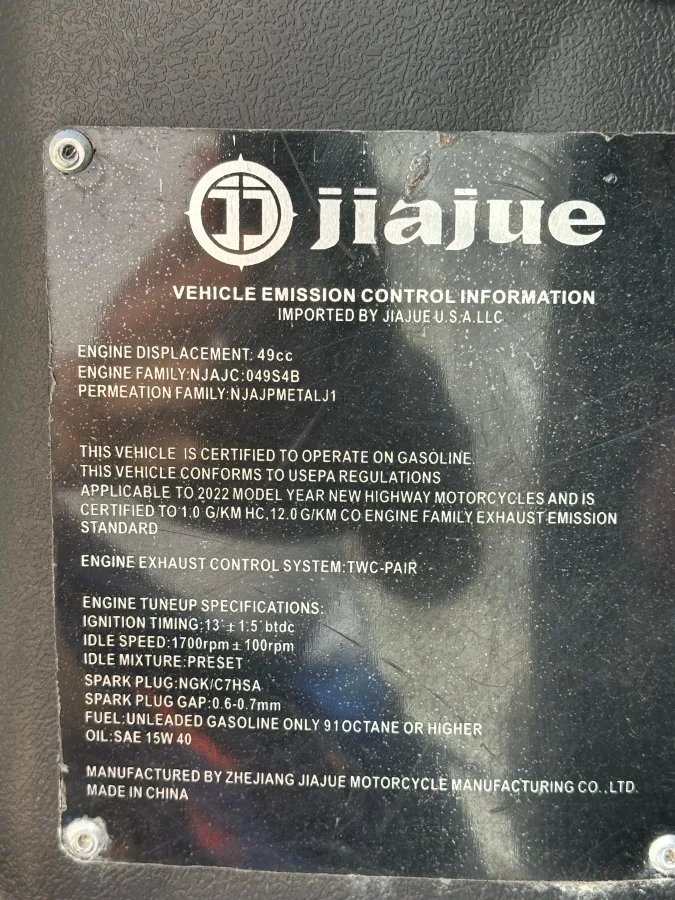 jiajue
VEHICLE EMISSION CONTROL INFORMATION
IMPORTED BY JIAJUE U.S.A.LLC
ENGINE DISPLACEMENT: 49cc
ENGINE FAMILY:NJAJC:049S4B
PERMEATION FAMILY:NJAJPMETALJ1
THIS VEHICLE IS CERTIFIED TO OPERATE ON GASOLINE.
THIS VEHICLE CONFORMS TO USEPA REGULATIONS
APPLICABLE TO 2022 MODEL YEAR NEW HIGHWAY MOTORCYCLES AND IS
CERTIFIED TO 1.0 G/KM HC,12.0 G/KM CO ENGINE FAMILY EXHAUST EMISSION
STANDARD
ENGINE EXHAUST CONTROL SYSTEM:TWC-PAIR
ENGINE TUNEUP SPECIFICATIONS:
IGNITION TIMING:13°±1.5°btdc
IDLE SPEED:1700rpm±100rpm
IDLE MIXTURE:PRESET
SPARK PLUG:NGK/C7HSA
SPARK PLUG GAP:0.6-0.7mm
FUEL:UNLEADED GASOLINE ONLY 91OCTANE OR HIGHER
OIL:SAE 15W 40
MANUFACTURED BY ZHEJIANG JIAJUE MOTORCYCLE MANUFACTURING CO.,LTD.
MADE IN CHINA